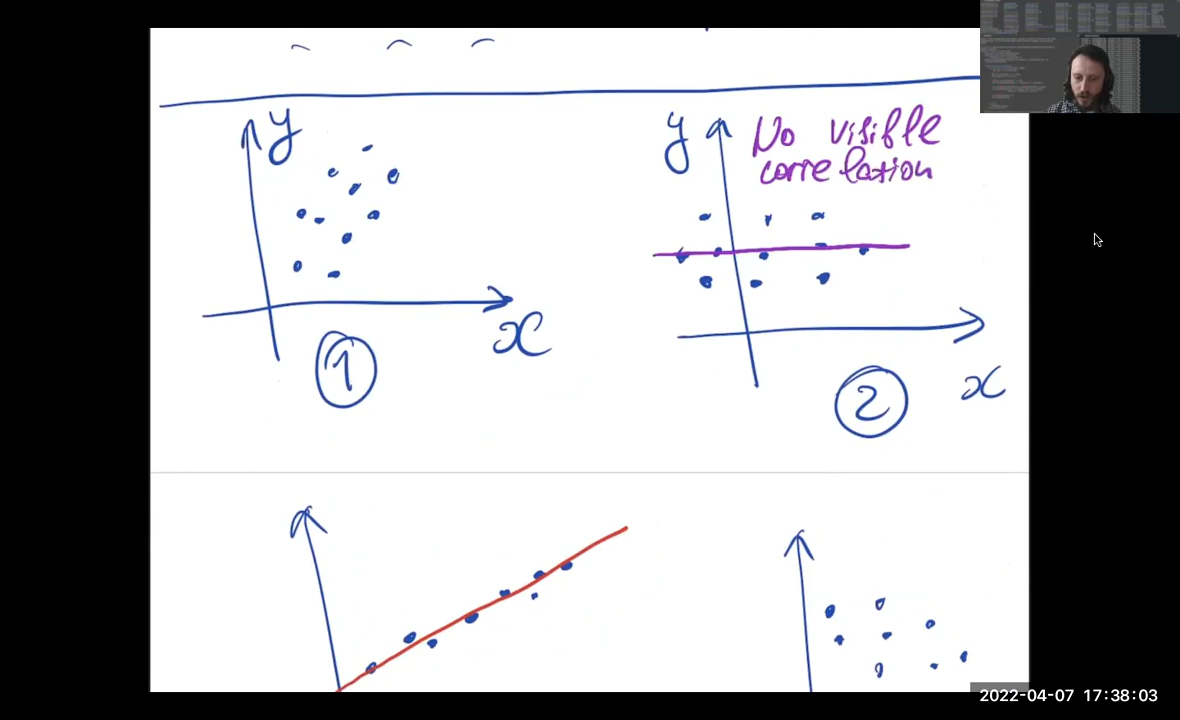 y
x
1
y
No visible
correlation
x
2
2022-04-07 17:38:03